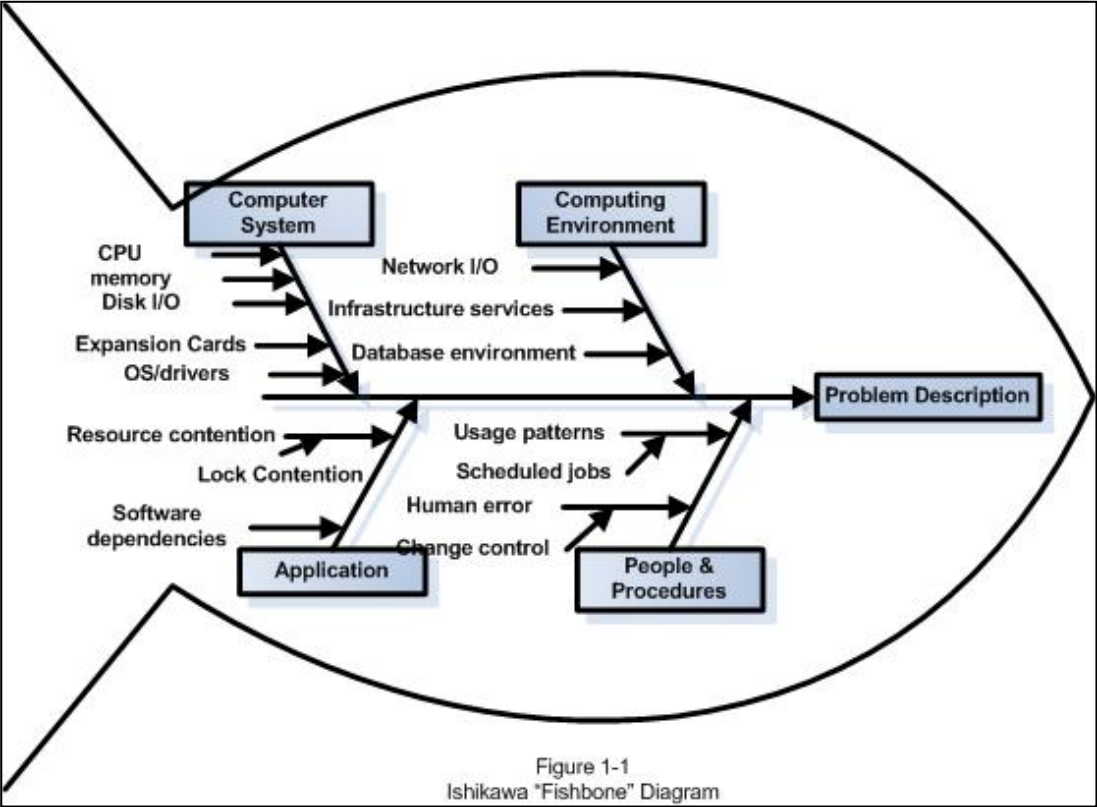 Computer
System
CPU
memory
Disk I/O
Expansion Cards
OS/drivers
Computing
Environment
Network I/O
Infrastructure services
Database environment
Problem Description
Resource contention
Lock Contention
Software
dependencies
Application
Usage patterns
Scheduled jobs
Human error
Change control
People &
Procedures
Figure 1-1
Ishikawa "Fishbone" Diagram